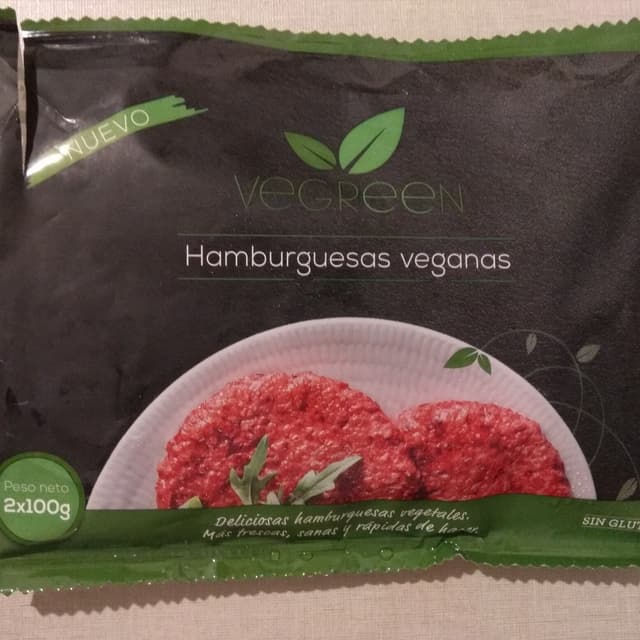 NUEVO
VEGREEN
Hamburguesas veganas
Peso neto
2x100g
Deliciosas hamburguesas vegetales.
Más frescas, sanas y rápidas de
SIN GLUT